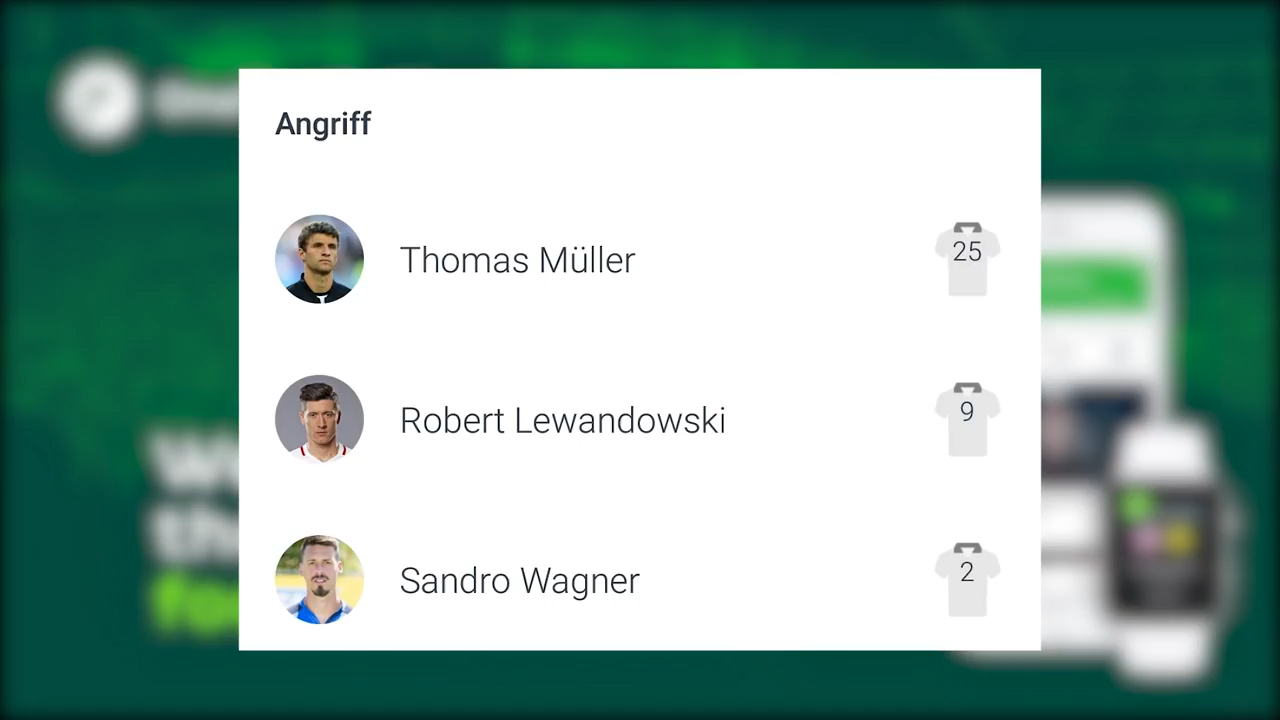 Angriff
Thomas Müller
25
Robert Lewandowski
9
Sandro Wagner
2